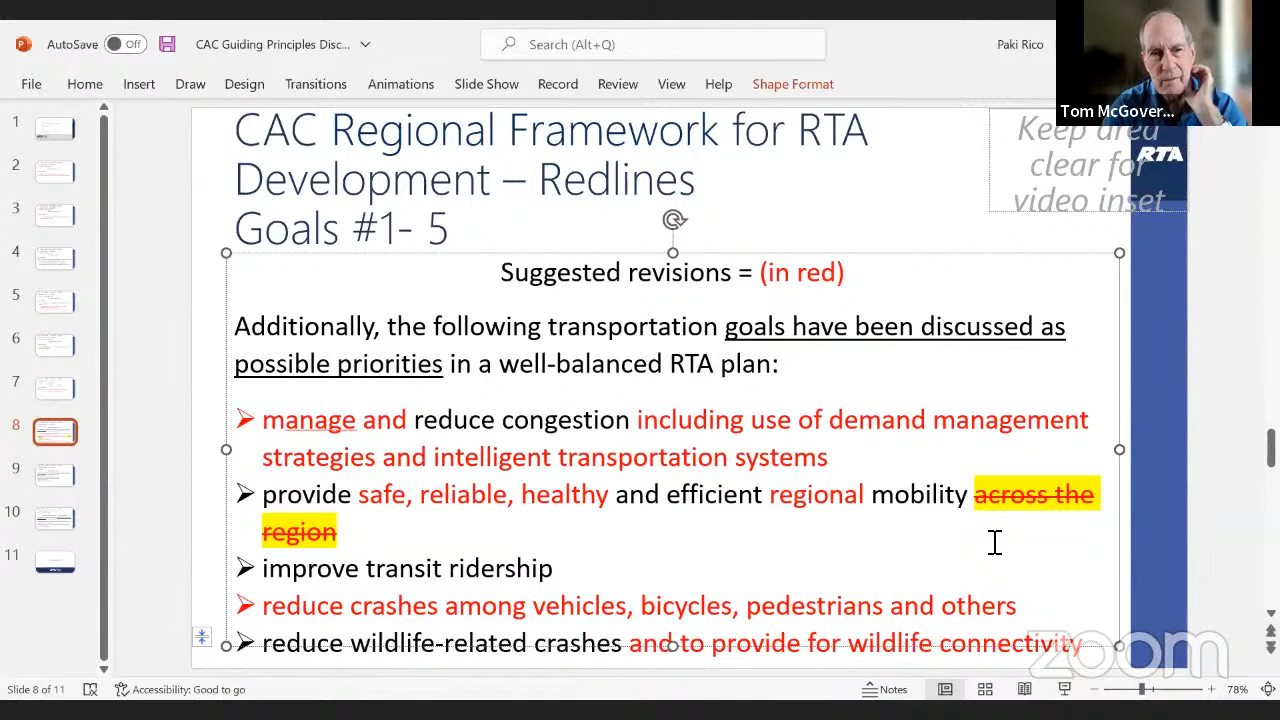 AutoSave
Off
CAC Guiding Principles Disc...
Search (Alt+Q)
Paki Rico
Tom McGover...
File
Home
Insert
Draw
Design
Transitions
Animations
Slide Show
Record
Review
View
Help
Shape Format
1
2
3
4
5
6
7
8
9
10
11
CAC Regional Framework for RTA
Development – Redlines
Goals #1- 5
Keep area
clear for
video inset
RTA
Suggested revisions = (in red)
Additionally, the following transportation goals have been discussed as
possible priorities in a well-balanced RTA plan:
manage and reduce congestion including use of demand management
strategies and intelligent transportation systems
provide safe, reliable, healthy and efficient regional mobility across the
region
improve transit ridership
reduce crashes among vehicles, bicycles, pedestrians and others
reduce wildlife-related crashes and to provide for wildlife connectivity
zoom
Slide 8 of 11
Accessibility: Good to go
Notes
78%